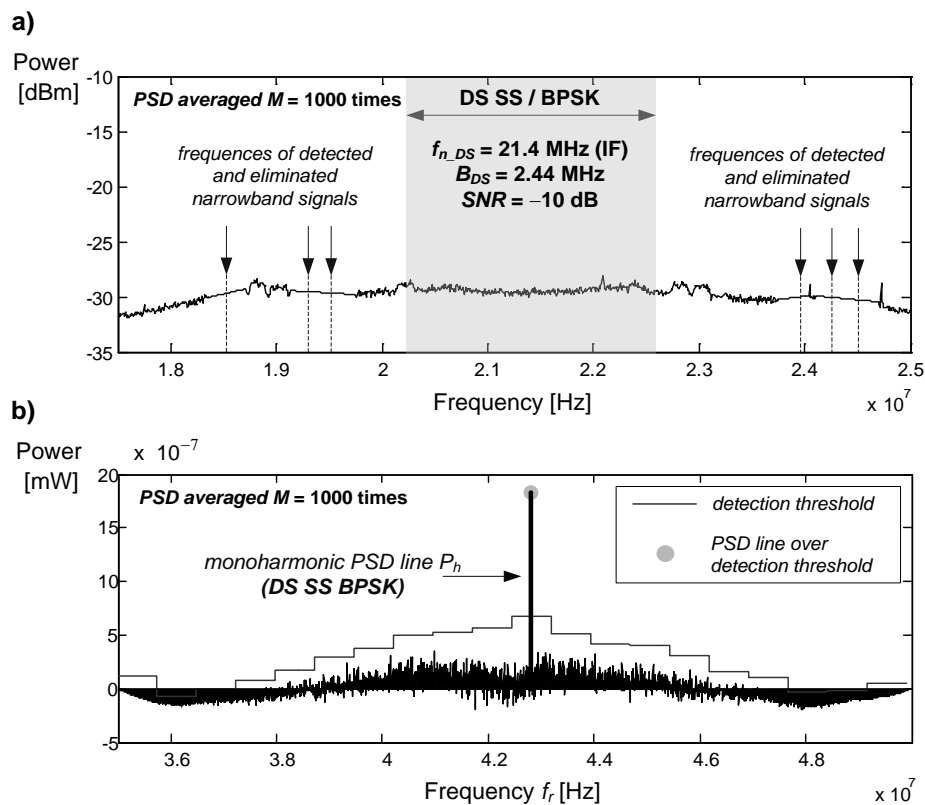 a)
Power
[dBm]
-10
-15
-20
-25
-30
-35
PSD averaged M = 1000 times
DS SS / BPSK
frequences of detected
and eliminated
narrowband signals
f_n_DS = 21.4 MHz (IF)
B_DS = 2.44 MHz
SNR = −10 dB
frequences of detected
and eliminated
narrowband signals
1.8 1.9 2 2.1 2.2 2.3 2.4 2.5
Frequency [Hz]
x 10^7
b)
Power
[mW]
x 10^−7
20
15
10
5
0
-5
PSD averaged M = 1000 times
monoharmonic PSD line P_h
(DS SS BPSK)
detection threshold
PSD line over
detection threshold
3.6 3.8 4 4.2 4.4 4.6 4.8
Frequency f_r [Hz]
x 10^7